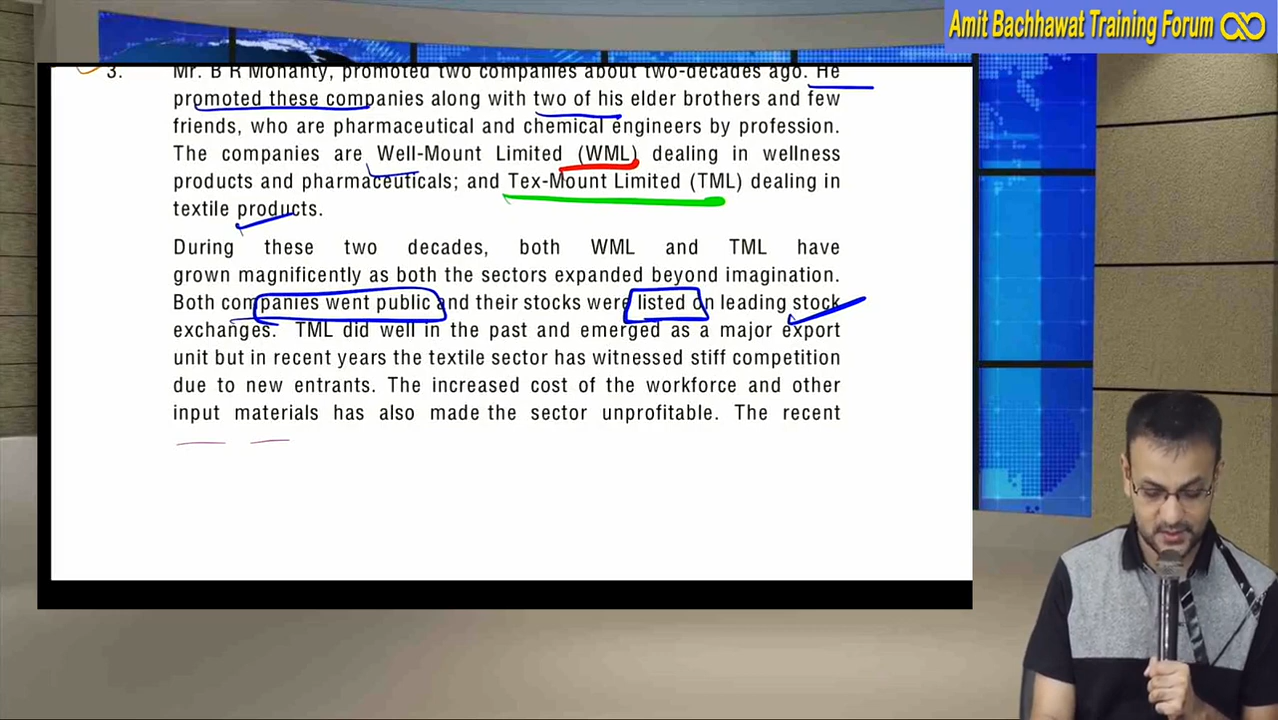 Amit Bachhawat Training Forum
3. Mr. B R Mohanty, promoted two companies about two-decades ago. He
promoted these companies along with two of his elder brothers and few
friends, who are pharmaceutical and chemical engineers by profession.
The companies are Well-Mount Limited (WML) dealing in wellness
products and pharmaceuticals; and Tex-Mount Limited (TML) dealing in
textile products.
During these two decades, both WML and TML have
grown magnificently as both the sectors expanded beyond imagination.
Both companies went public and their stocks were listed on leading stock
exchanges. TML did well in the past and emerged as a major export
unit but in recent years the textile sector has witnessed stiff competition
due to new entrants. The increased cost of the workforce and other
input materials has also made the sector unprofitable. The recent